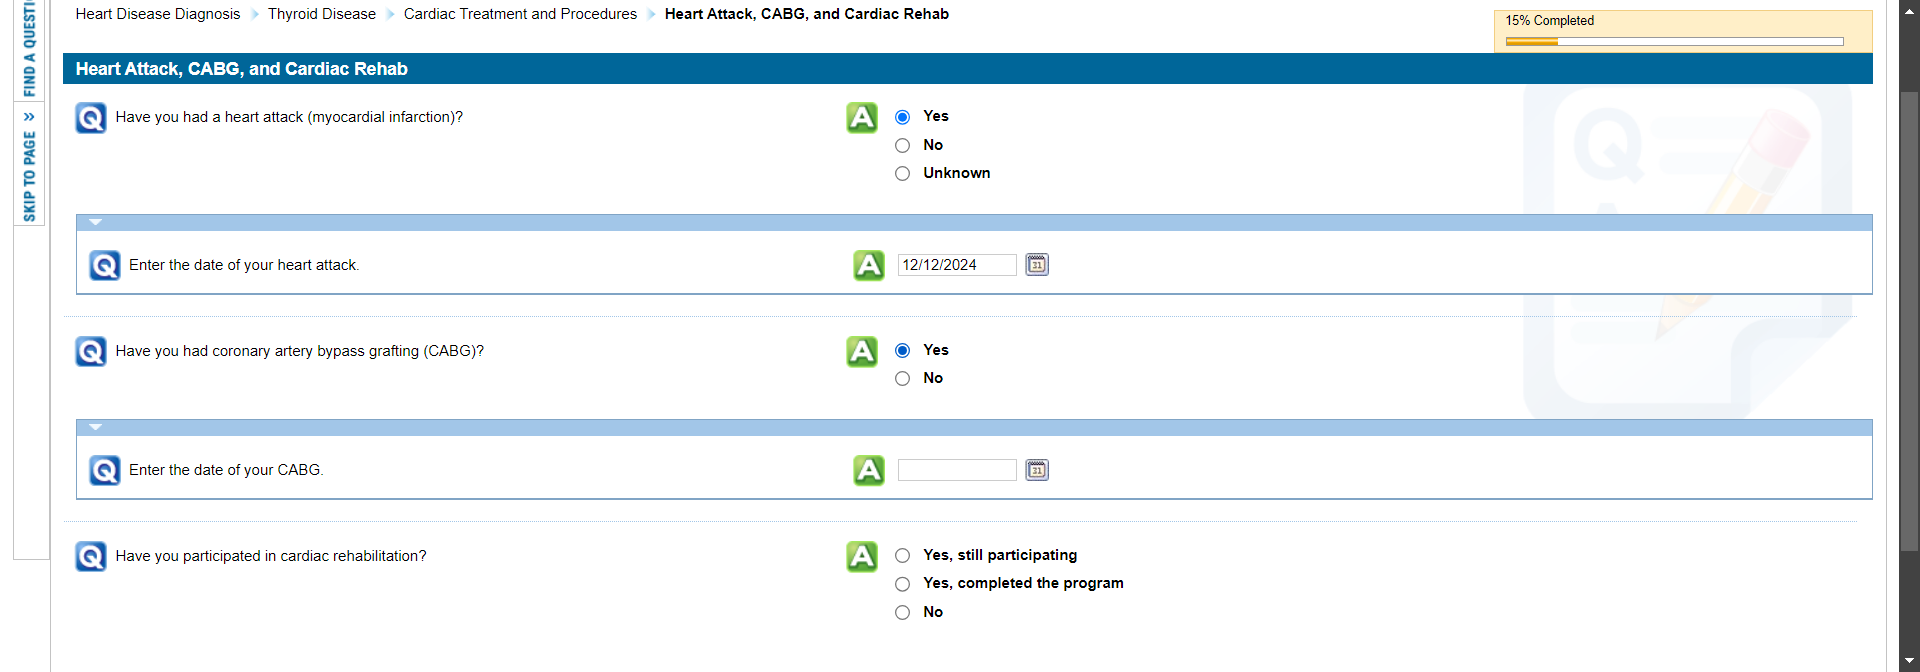 Heart Disease Diagnosis Thyroid Disease Cardiac Treatment and Procedures Heart Attack, CABG, and Cardiac Rehab
15% Completed
FIND A QUESTI
SKIP TO PAGE »
Heart Attack, CABG, and Cardiac Rehab
Q Have you had a heart attack (myocardial infarction)?
A Yes
No
Unknown
Q Enter the date of your heart attack.
A 12/12/2024 31
Q Have you had coronary artery bypass grafting (CABG)?
A Yes
No
Q Enter the date of your CABG.
A 31
Q Have you participated in cardiac rehabilitation?
A Yes, still participating
Yes, completed the program
No